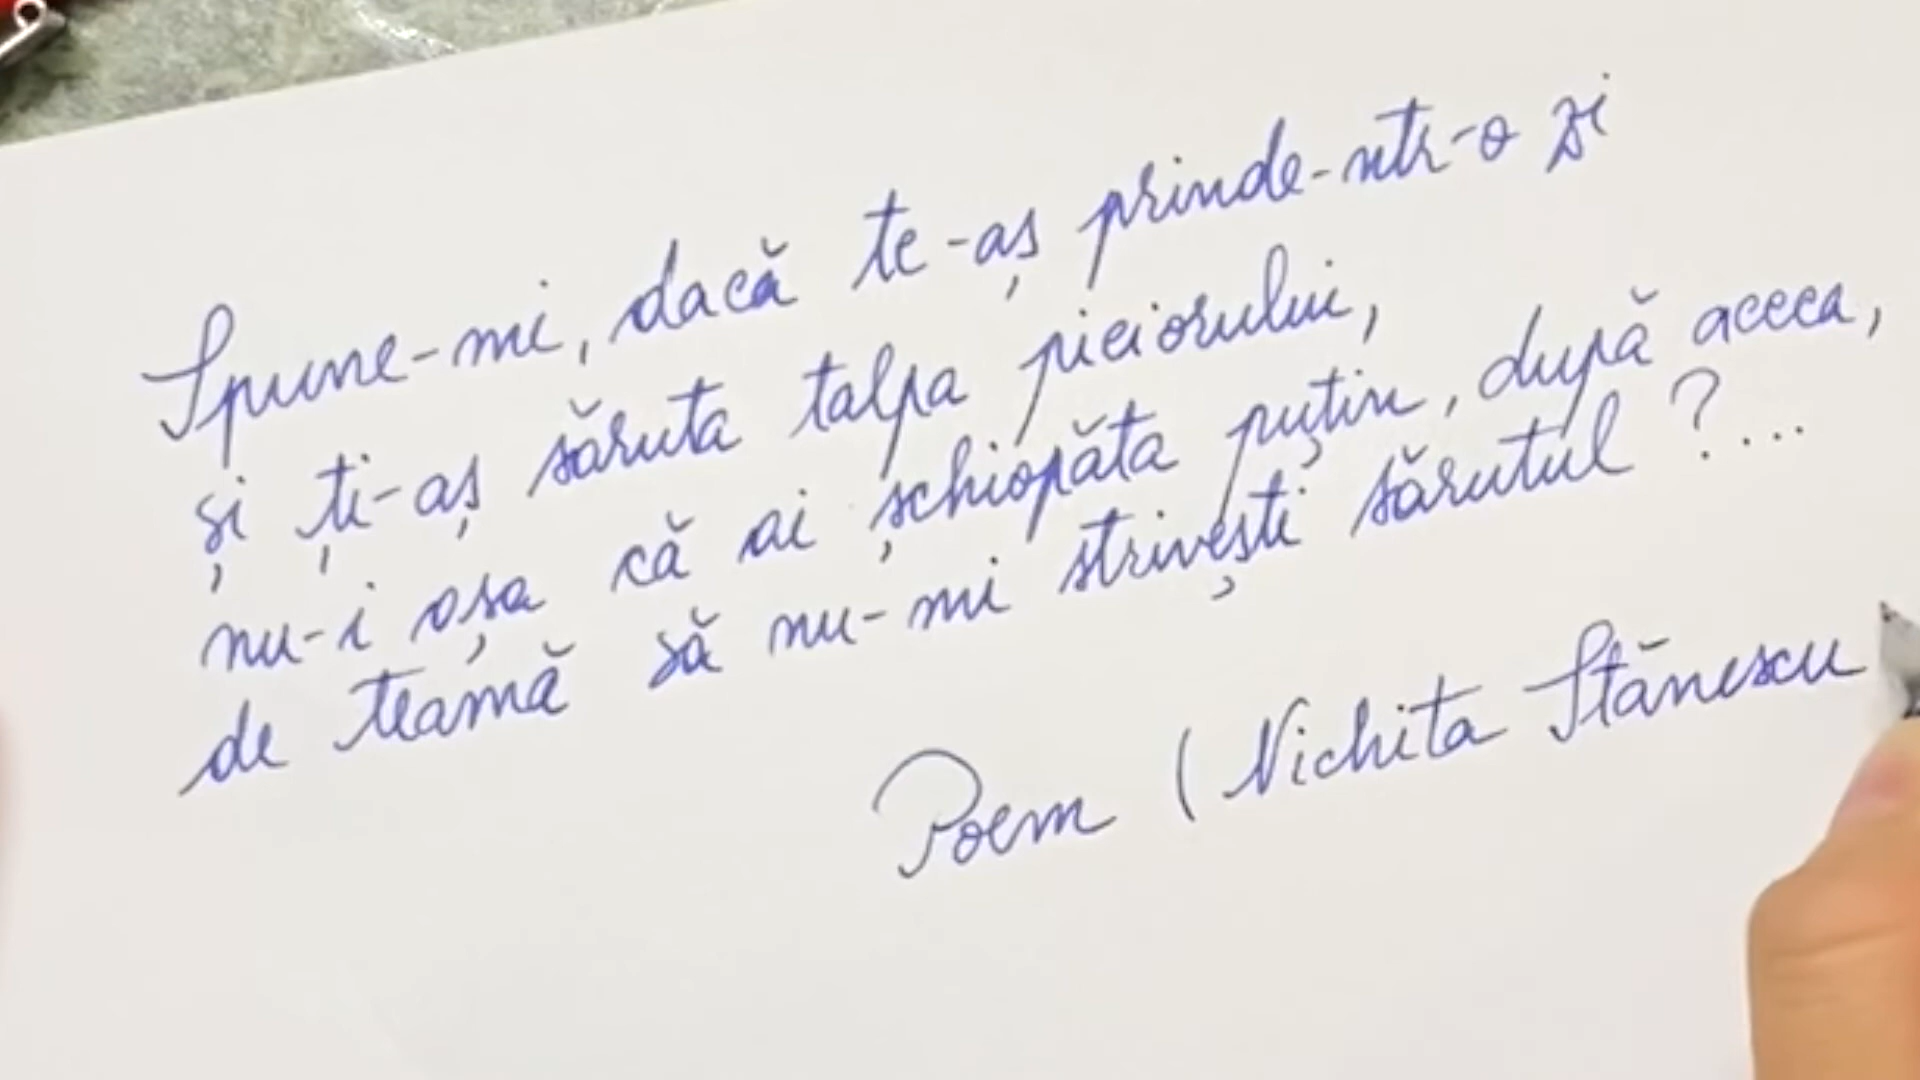 Spune-mi, dacă te-aș prinde-ntr-o zi
și ți-aș săruta talpa piciorului,
nu-i așa că ai șchiopăta puțin, după aceea,
de teamă să nu-mi strivești sărutul ?...
Poem (Nichita Stănescu